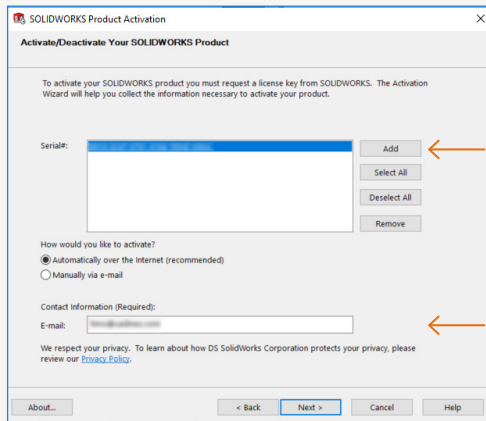 SOLIDWORKS Product Activation
Activate/Deactivate Your SOLIDWORKS Product
To activate your SOLIDWORKS product you must request a license key from SOLIDWORKS. The Activation
Wizard will help you collect the information necessary to activate your product.
Serial#:
Add
Select All
Deselect All
Remove
How would you like to activate?
Automatically over the Internet (recommended)
Manually via e-mail
Contact Information (Required):
E-mail:
We respect your privacy. To learn about how DS SolidWorks Corporation protects your privacy, please
review our Privacy Policy.
About... < Back Next > Cancel Help